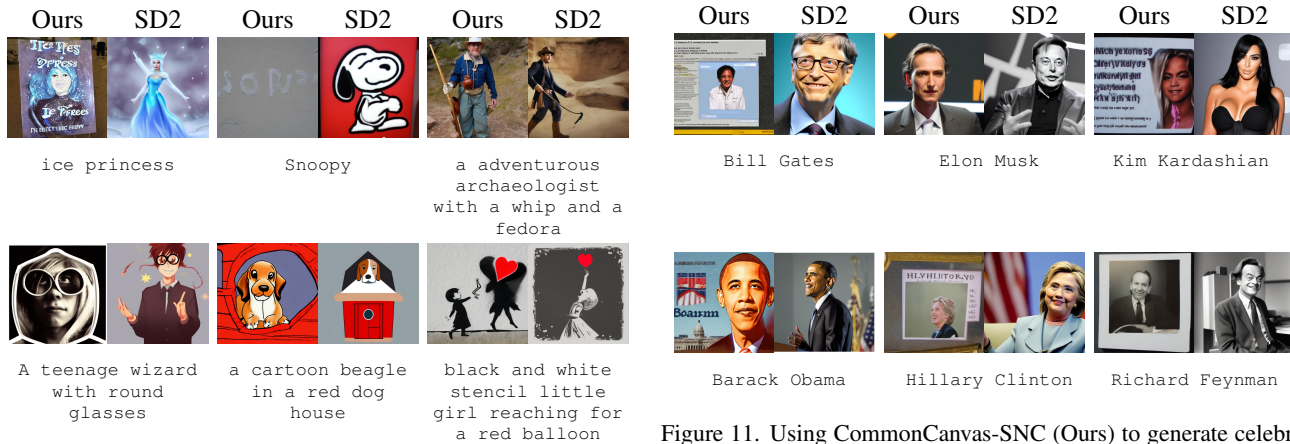 Ours SD2 Ours SD2 Ours SD2
ice princess
Snoopy
a adventurous
archaeologist
with a whip and a
fedora
A teenage wizard
with round
glasses
a cartoon beagle
in a red dog
house
black and white
stencil little
girl reaching for
a red balloon
Ours SD2 Ours SD2 Ours SD2
Bill Gates
Elon Musk
Kim Kardashian
Barack Obama
Hillary Clinton
Richard Feynman
Figure 11. Using CommonCanvas-SNC (Ours) to generate celebr